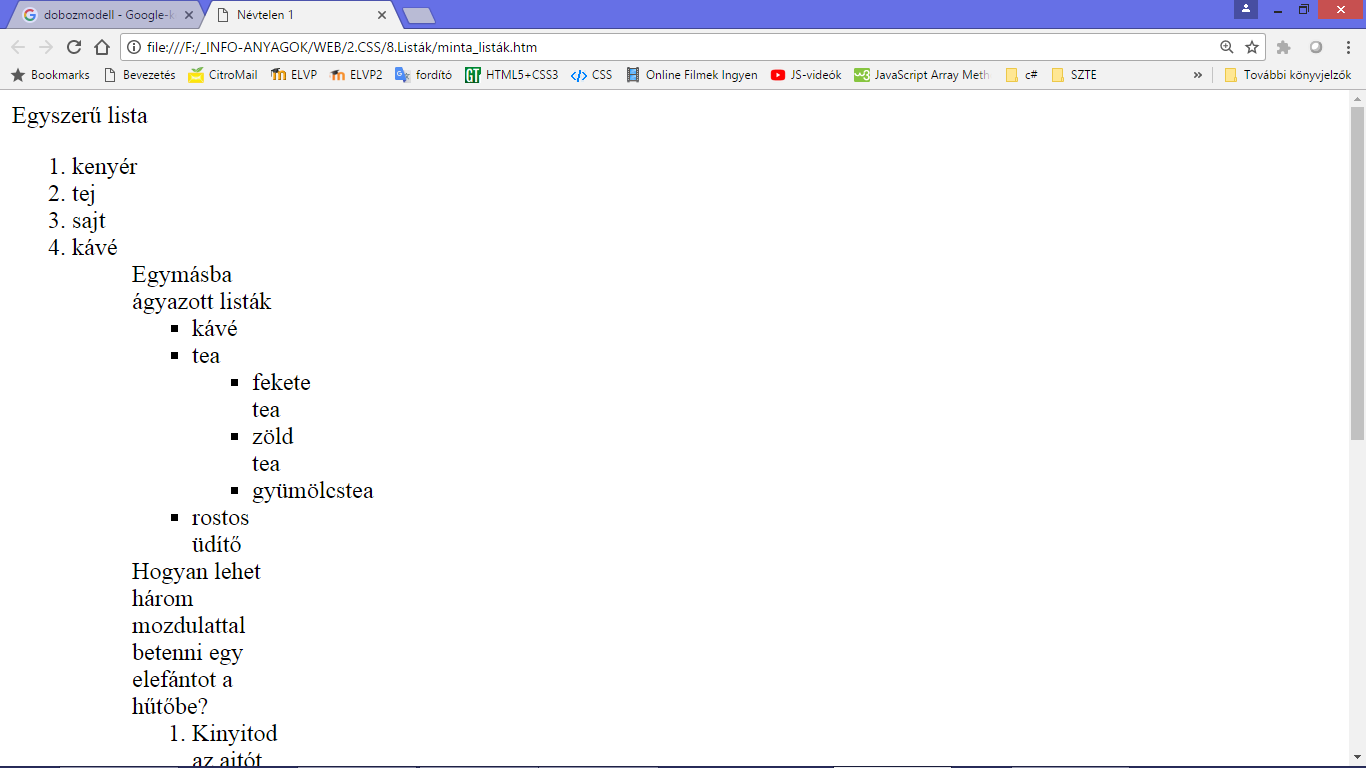 dobozmodell - Google-k
Névtelen 1
file:///F:/_INFO-ANYAGOK/WEB/2.CSS/8.Listák/minta_listák.htm
Bookmarks Bevezetés CitroMail ELVP ELVP2 fordító HTML5+CSS3 CSS Online Filmek Ingyen JS-videók JavaScript Array Meth c# SZTE » További könyvjelzők
Egyszerű lista
1. kenyér
2. tej
3. sajt
4. kávé
Egymásba
ágyazott listák
kávé
tea
fekete
tea
zöld
tea
gyümölcstea
rostos
üdítő
Hogyan lehet
három
mozdulattal
betenni egy
elefántot a
hűtőbe?
1. Kinyitod
az ajtót